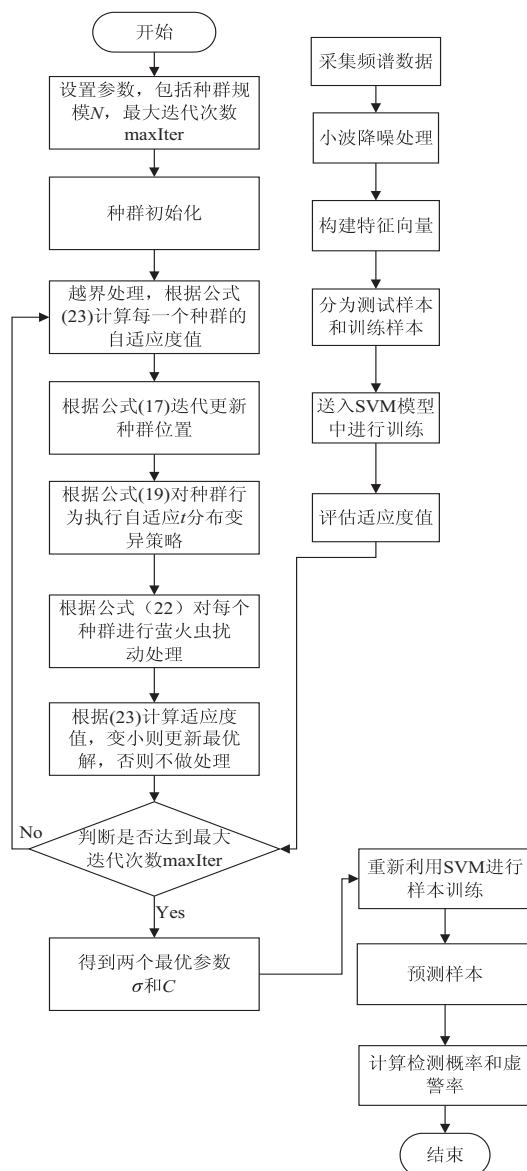 开始
设置参数，包括种群规
模N，最大迭代次数
maxIter
种群初始化
越界处理，根据公式
(23)计算每一个种群的
自适应度值
根据公式(17)迭代更新
种群位置
根据公式(19)对种群行
为执行自适应t分布变
异策略
根据公式（22）对每个
种群进行萤火虫扰
动处理
根据(23)计算适应度
值，变小则更新最优
解，否则不做处理
No
判断是否达到最大
迭代次数maxIter
Yes
得到两个最优参数
σ和C
采集频谱数据
小波降噪处理
构建特征向量
分为测试样本
和训练样本
送入SVM模型
中进行训练
评估适应度值
重新利用SVM进行
样本训练
预测样本
计算检测概率和虚
警率
结束